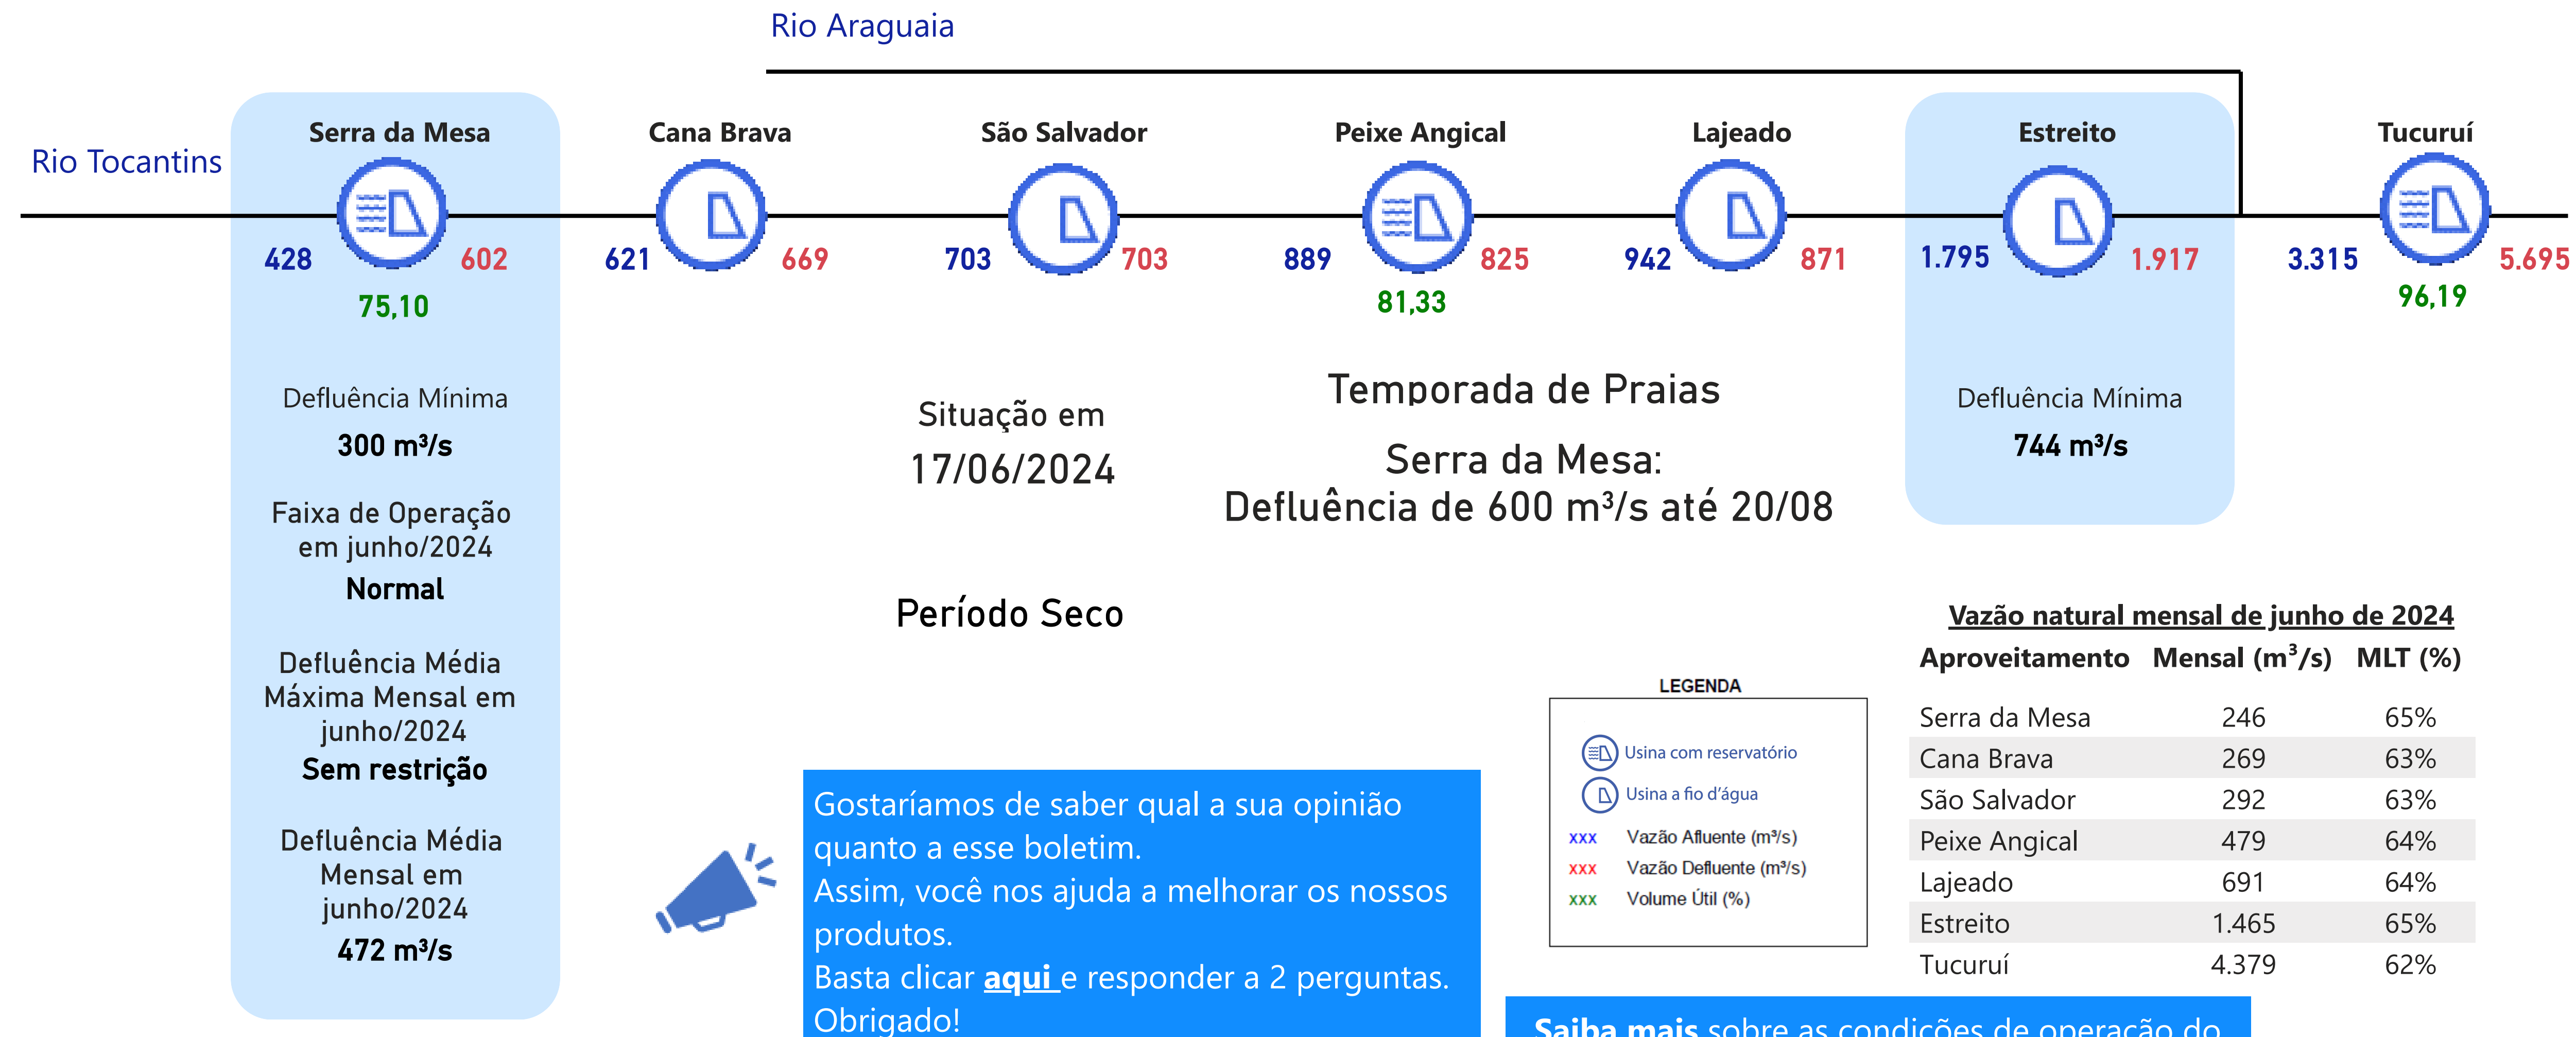 Rio Araguaia
Rio Tocantins
Serra da Mesa
Cana Brava
São Salvador
Peixe Angical
Lajeado
Estreito
Tucuruí
428
602
75,10
621
669
703
703
889
825
81,33
942
871
1.795
1.917
3.315
5.695
96,19
Defluência Mínima
300 m³/s
Faixa de Operação
em junho/2024
Normal
Defluência Média
Máxima Mensal em
junho/2024
Sem restrição
Defluência Média
Mensal em
junho/2024
472 m³/s
Situação em
17/06/2024
Período Seco
Temporada de Praias
Serra da Mesa:
Defluência de 600 m³/s até 20/08
Defluência Mínima
744 m³/s
Gostaríamos de saber qual a sua opinião
quanto a esse boletim.
Assim, você nos ajuda a melhorar os nossos
produtos.
Basta clicar aqui e responder a 2 perguntas.
Obrigado!
LEGENDA
Usina com reservatório
Usina a fio d'água
xxx Vazão Afluente (m³/s)
xxx Vazão Defluente (m³/s)
xxx Volume Útil (%)
Vazão natural mensal de junho de 2024
Aproveitamento Mensal (m³/s) MLT (%)
Serra da Mesa 246 65%
Cana Brava 269 63%
São Salvador 292 63%
Peixe Angical 479 64%
Lajeado 691 64%
Estreito 1.465 65%
Tucuruí 4.379 62%
Saiba mais sobre as condições de operação do